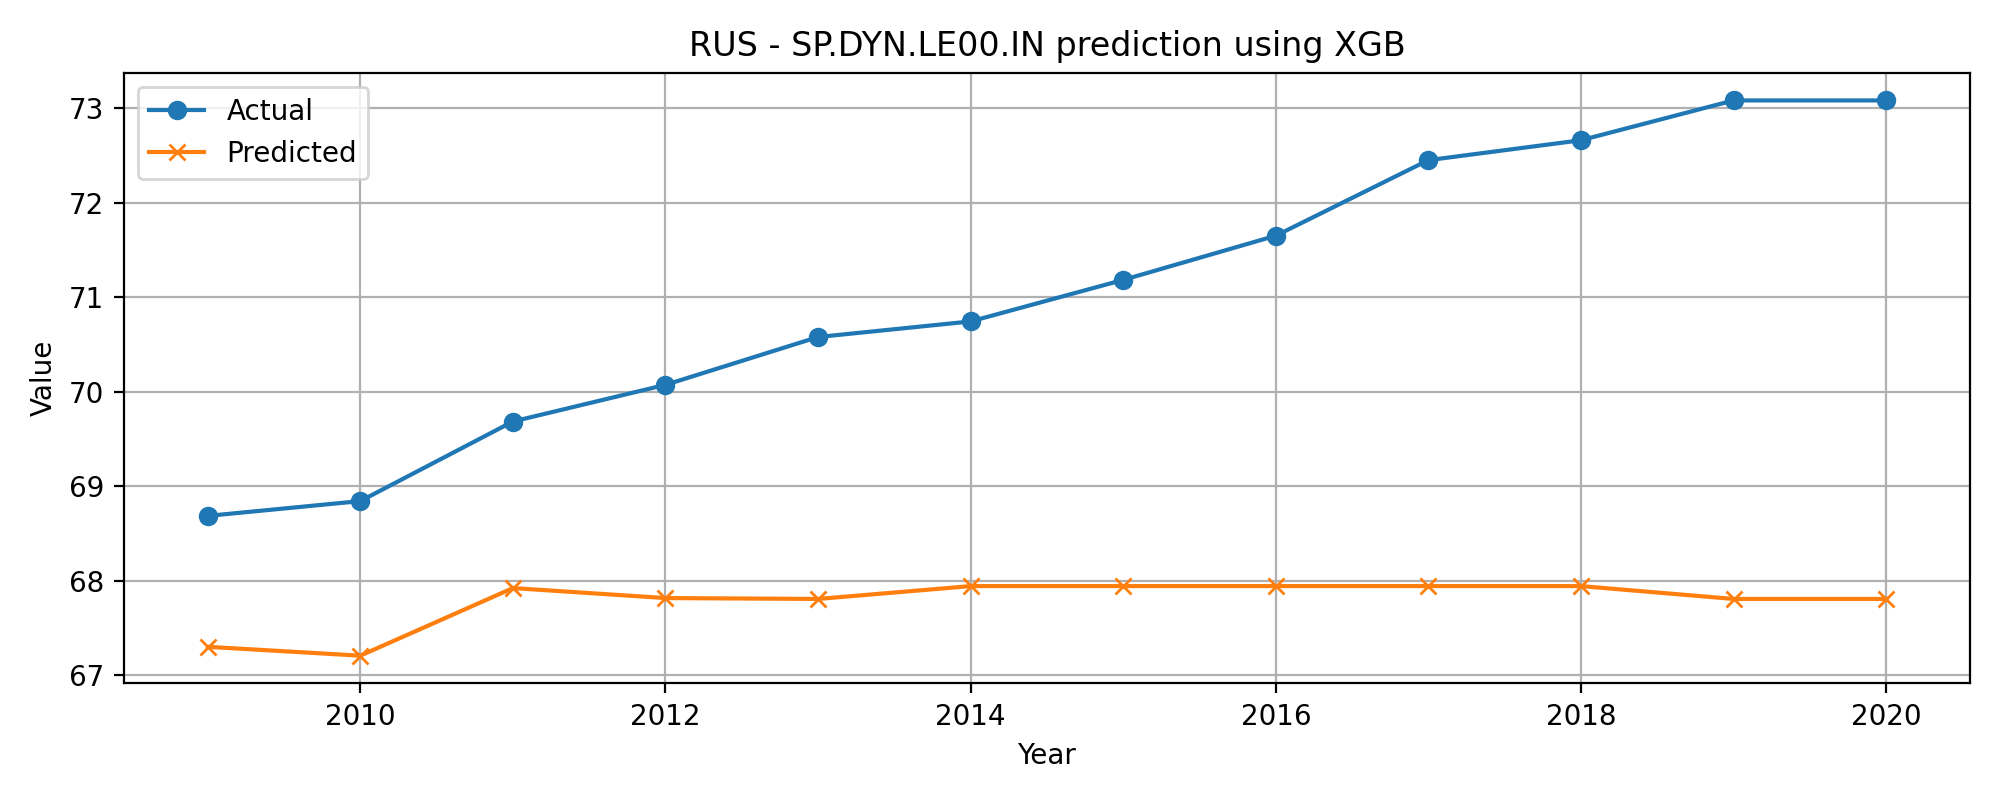 RUS - SP.DYN.LE00.IN prediction using XGB
Actual
Predicted
73
72
71
70
69
68
67
Value
2010 2012 2014 2016 2018 2020
Year